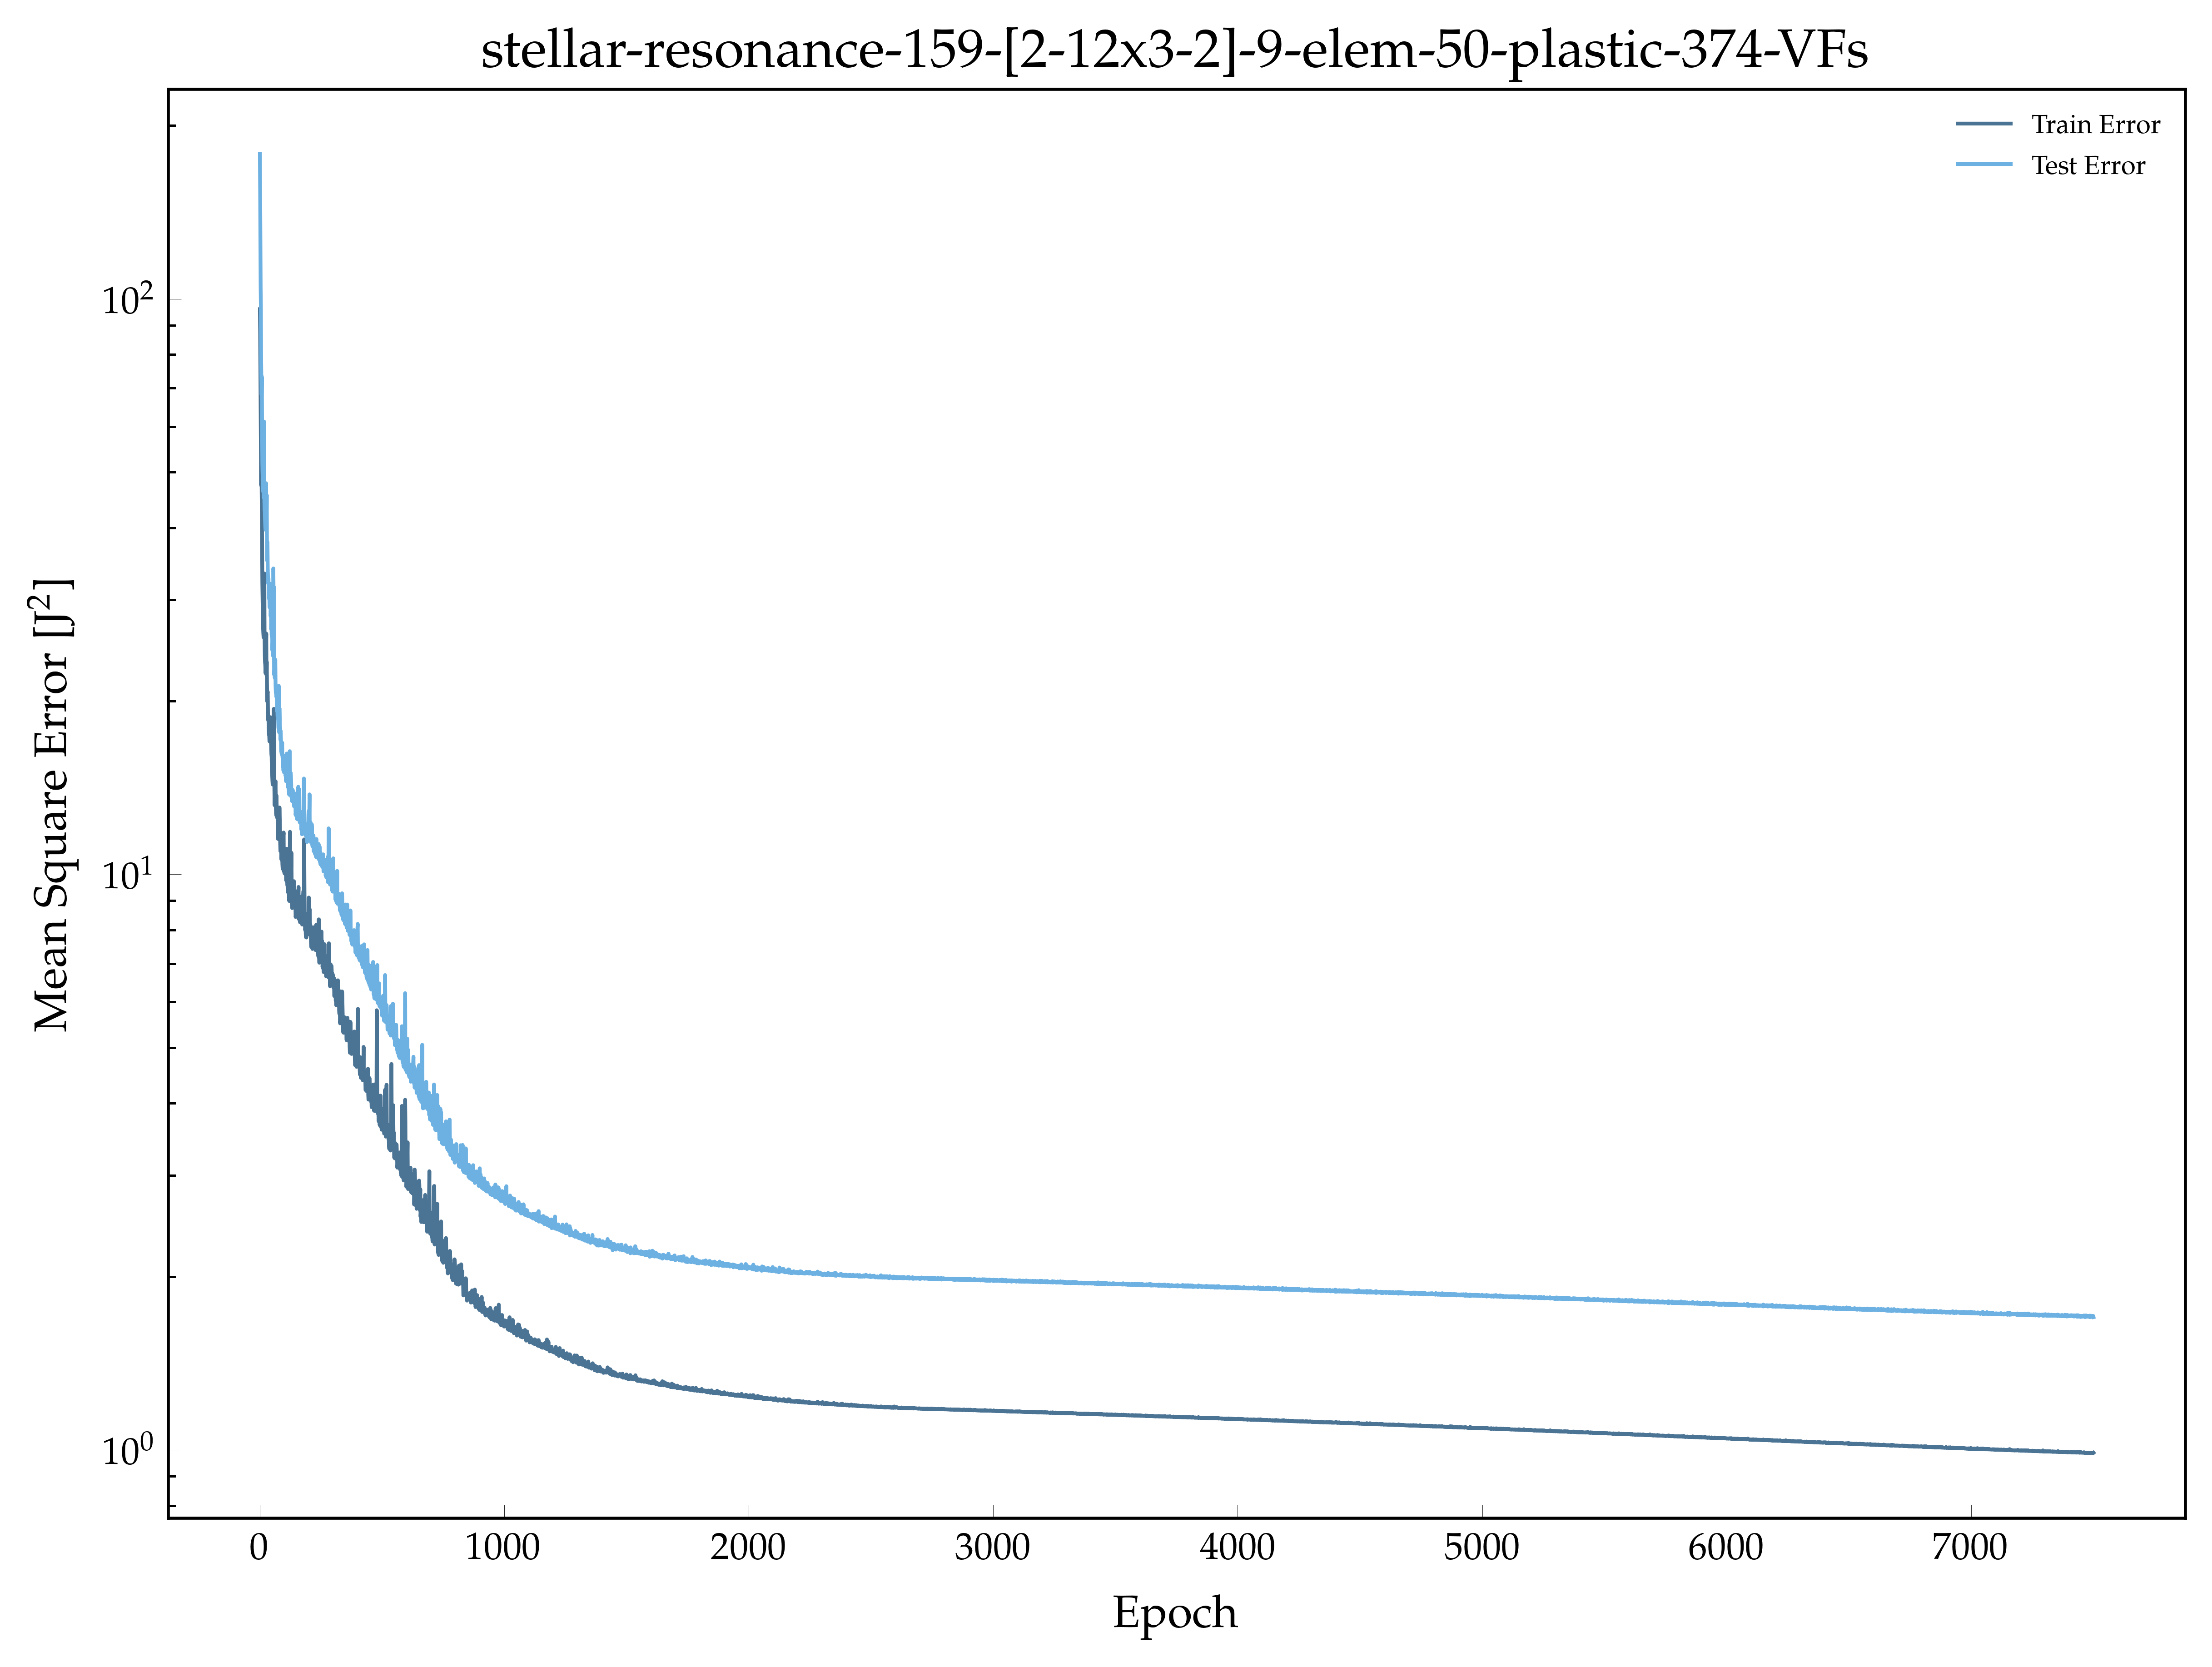 stellar-resonance-159-[2-12x3-2]-9-elem-50-plastic-374-VFs
Train Error
Test Error
10²
10¹
10⁰
Mean Square Error [J²]
0 1000 2000 3000 4000 5000 6000 7000
Epoch